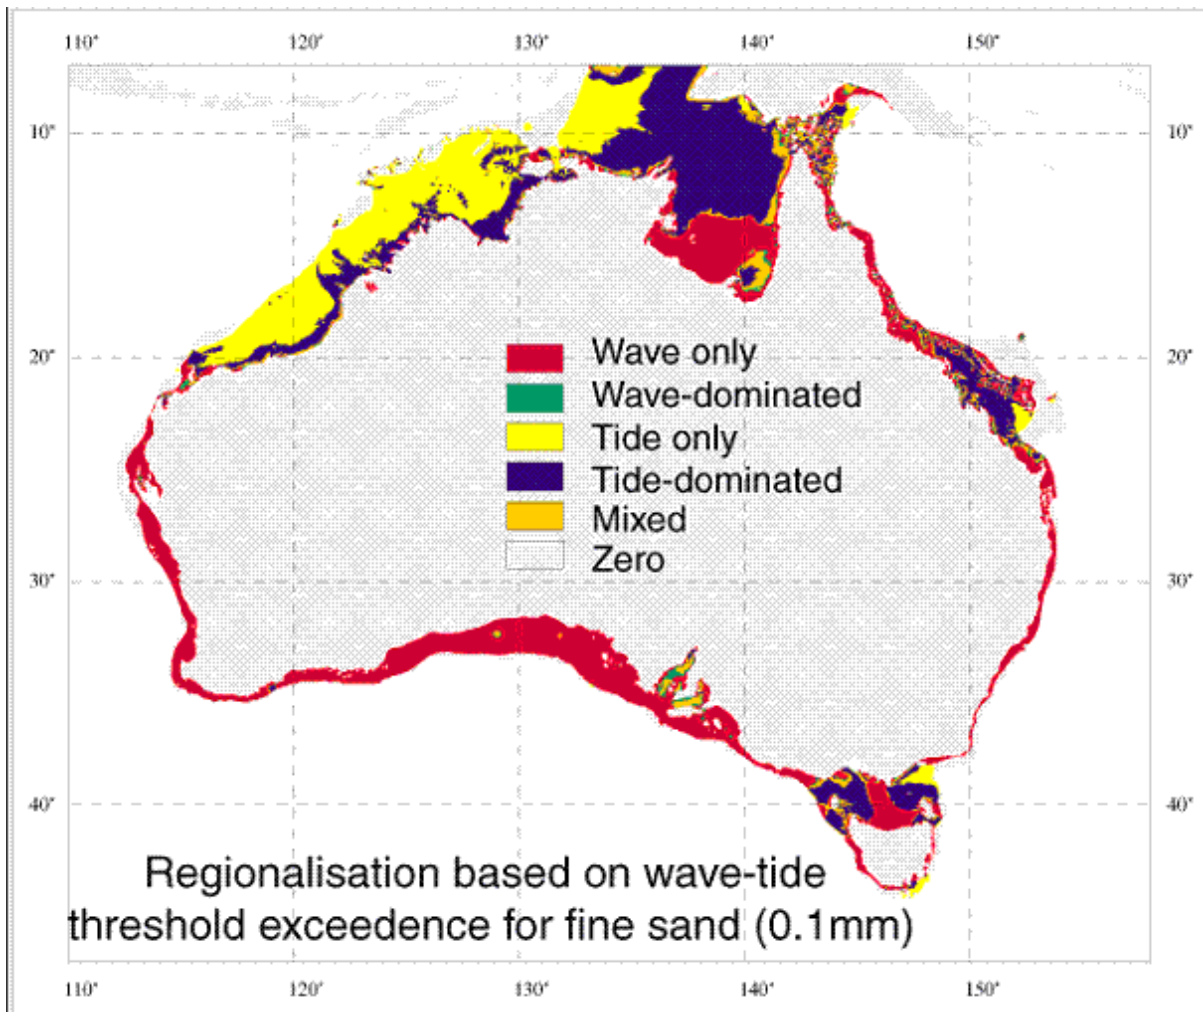 110° 120° 130° 140° 150°
10° 10°
Wave only
20° 20°
Wave-dominated
Tide only
Tide-dominated
Mixed
Zero
30° 30°
40° 40°
Regionalisation based on wave-tide
threshold exceedence for fine sand (0.1mm)
110° 120° 130° 140° 150°